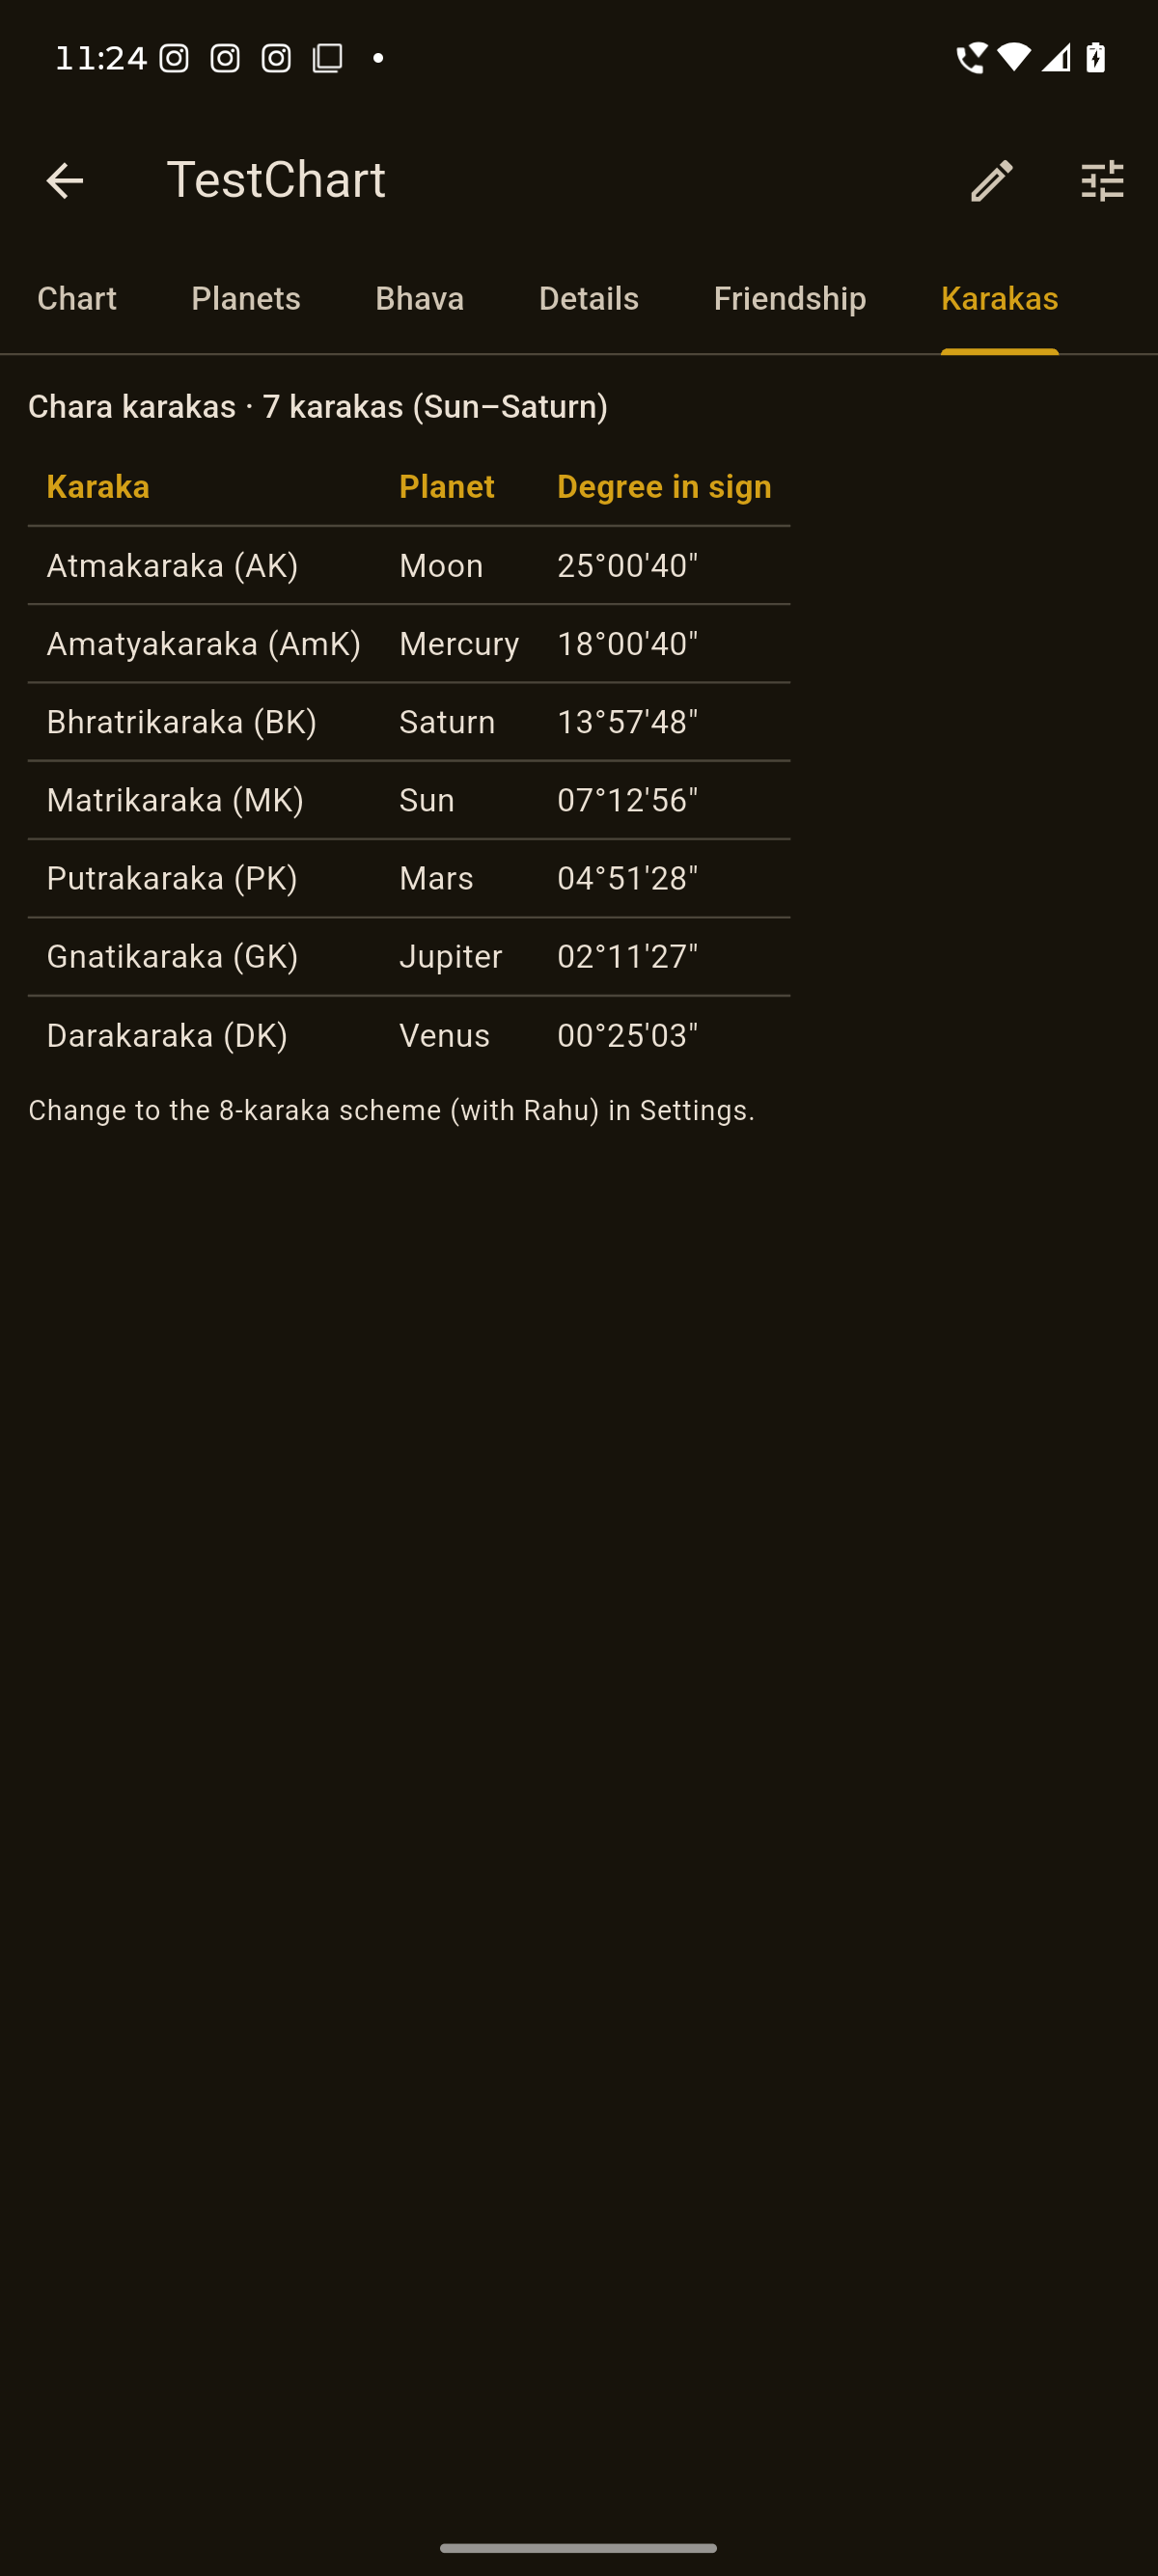 11:24
TestChart
Chart Planets Bhava Details Friendship Karakas
Chara karakas · 7 karakas (Sun–Saturn)
Karaka Planet Degree in sign
Atmakaraka (AK) Moon 25°00'40"
Amatyakaraka (AmK) Mercury 18°00'40"
Bhratrikaraka (BK) Saturn 13°57'48"
Matrikaraka (MK) Sun 07°12'56"
Putrakaraka (PK) Mars 04°51'28"
Gnatikaraka (GK) Jupiter 02°11'27"
Darakaraka (DK) Venus 00°25'03"
Change to the 8-karaka scheme (with Rahu) in Settings.